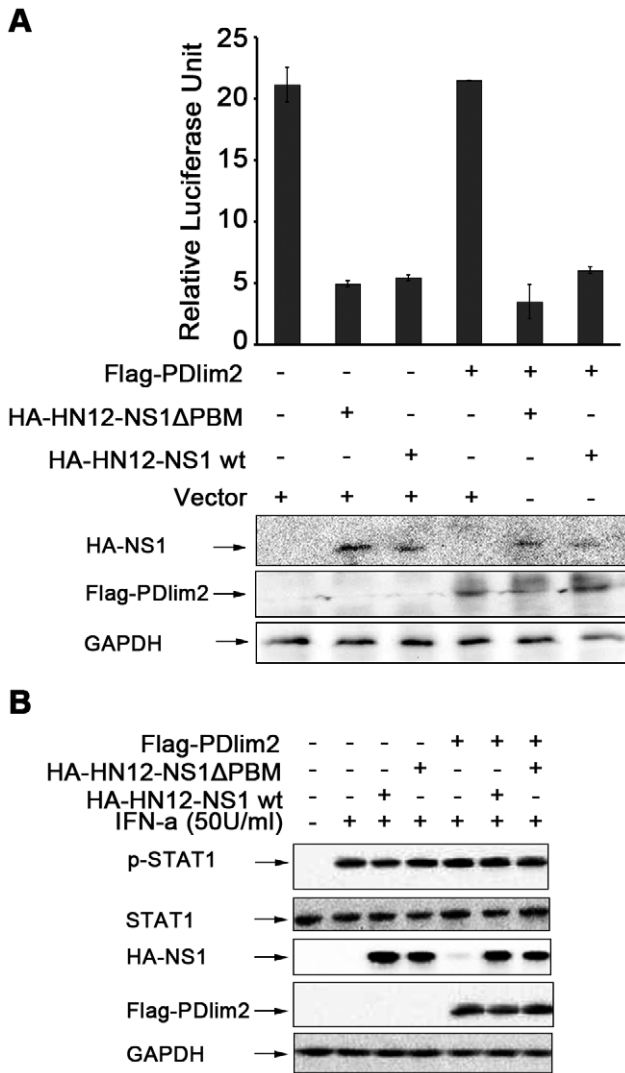 A
Relative Luciferase Unit
25
20
15
10
5
0
Flag-PDlim2 - - - + + +
HA-HN12-NS1ΔPBM - + - - + -
HA-HN12-NS1 wt - - + - - +
Vector + + + + - -
HA-NS1
Flag-PDlim2
GAPDH
B
Flag-PDlim2 - - - - + + +
HA-HN12-NS1ΔPBM - - - + - - +
HA-HN12-NS1 wt - - + - - + -
IFN-a (50U/ml) - + + + + + +
p-STAT1
STAT1
HA-NS1
Flag-PDlim2
GAPDH